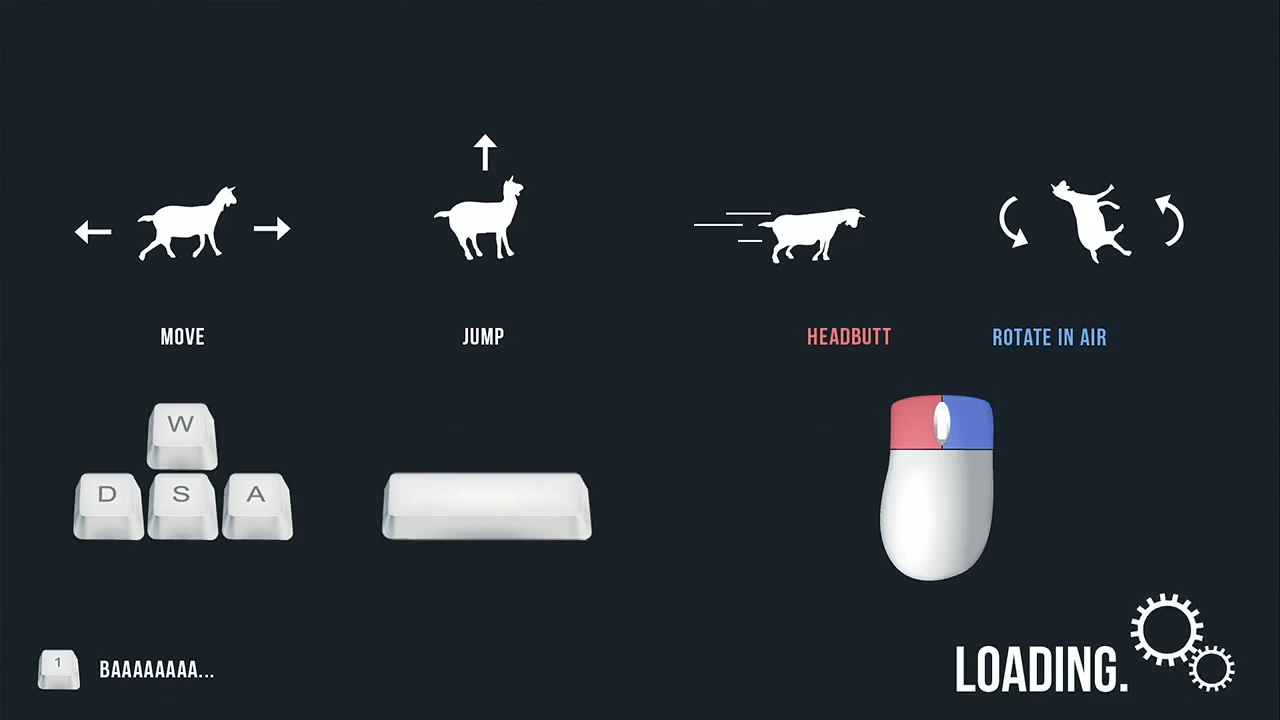 MOVE
JUMP
HEADBUTT
ROTATE IN AIR
W
D S A
1
BAAAAAAAA...
LOADING.